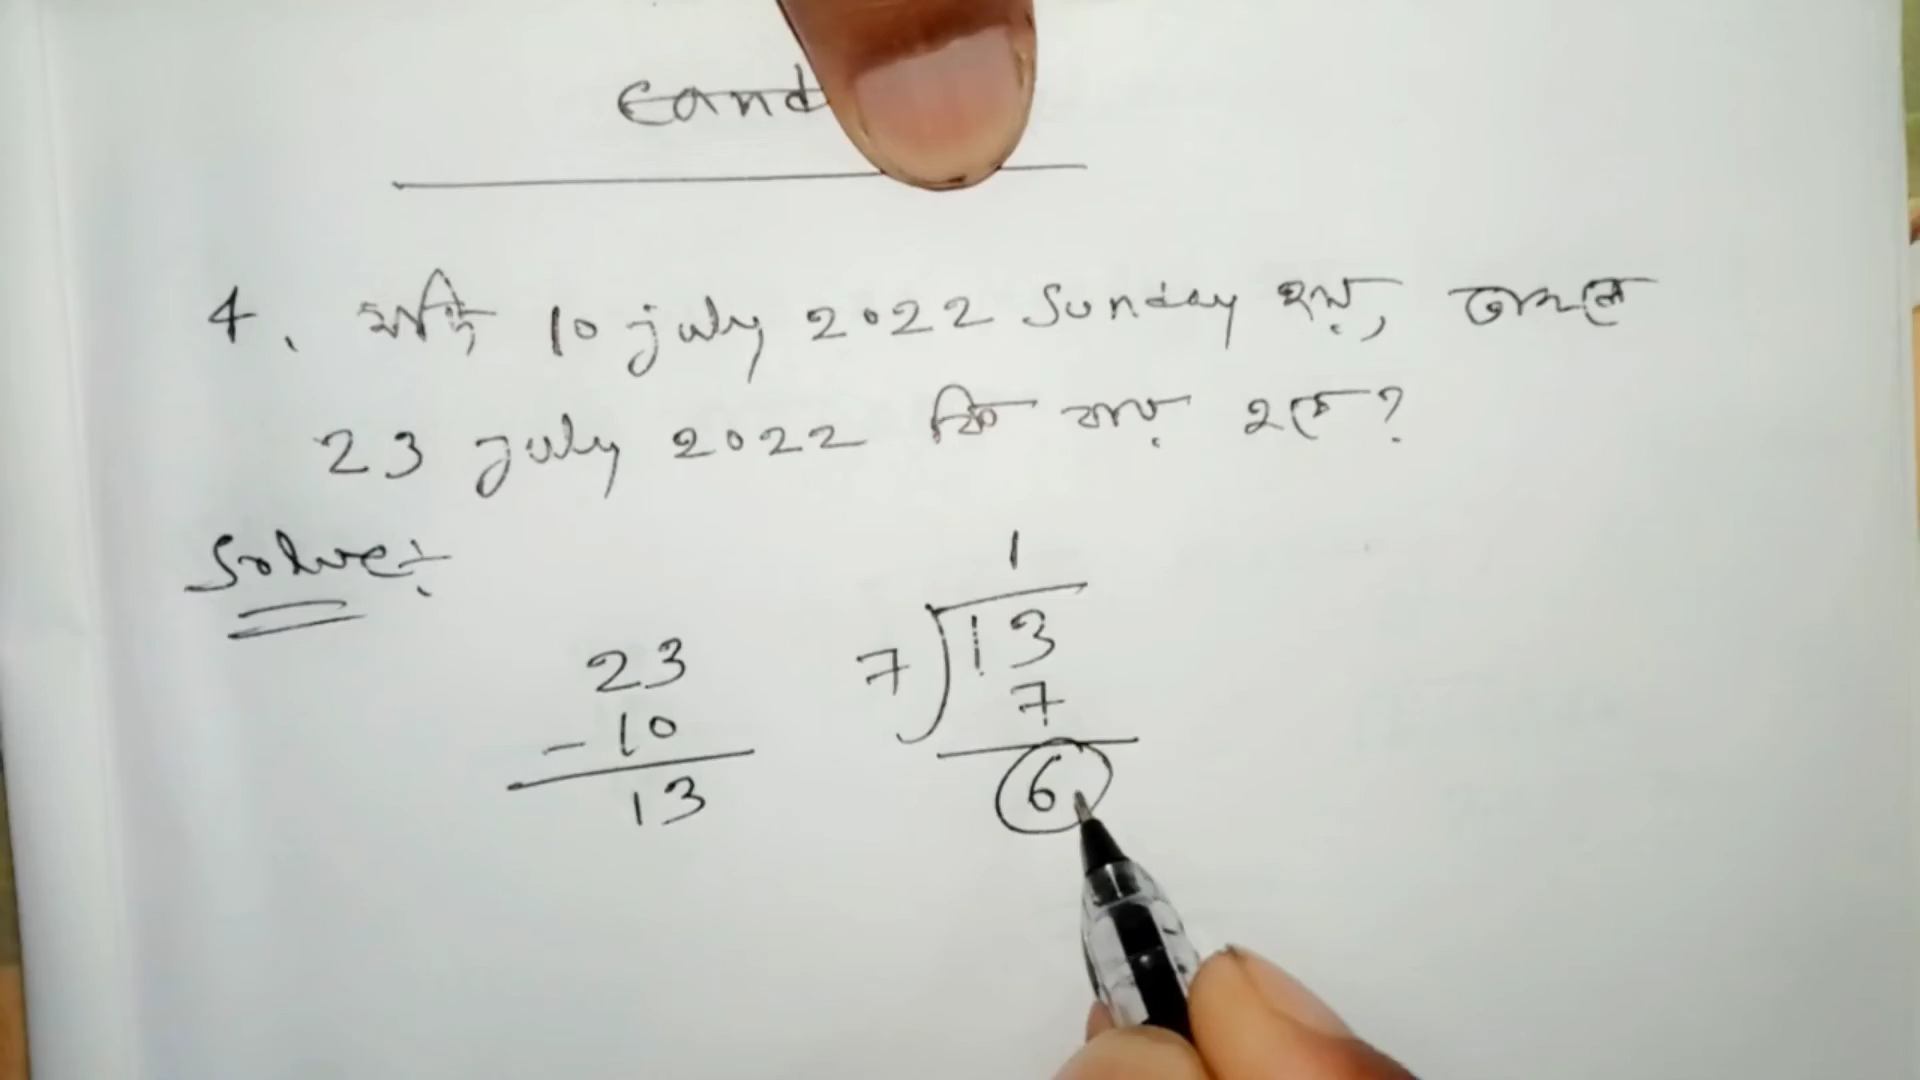 4. যদি 10 july 2022 Sunday হয়, তাহলে
23 july 2022 কি বার হবে?
Solve:-
1
23 7 13
-10 7
13 6